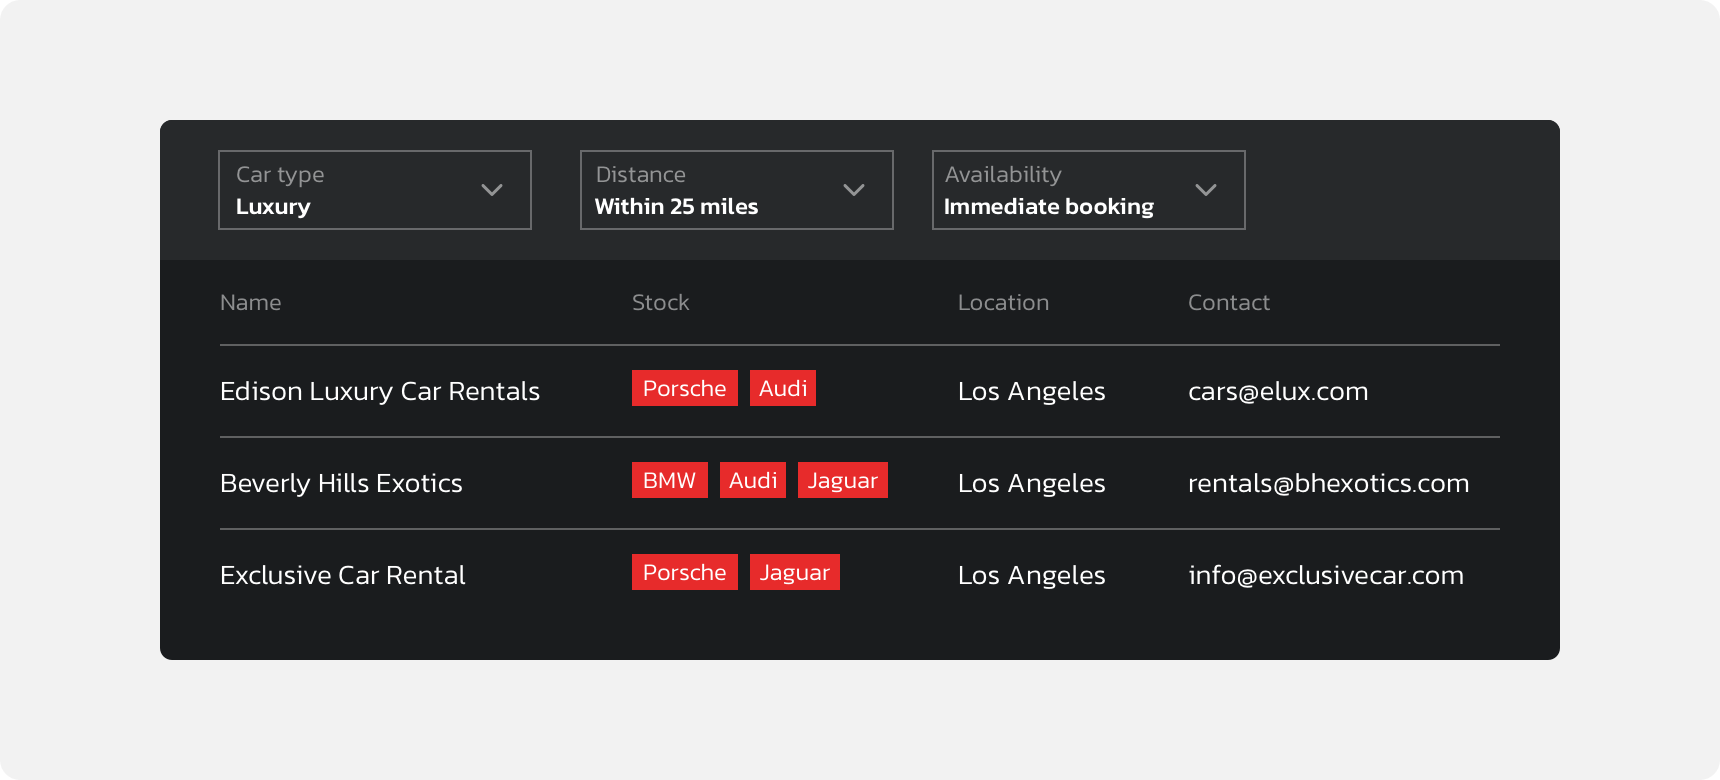 Car type Distance Availability
Luxury Within 25 miles Immediate booking
Name Stock Location Contact
Edison Luxury Car Rentals Porsche Audi Los Angeles cars@elux.com
Beverly Hills Exotics BMW Audi Jaguar Los Angeles rentals@bhexotics.com
Exclusive Car Rental Porsche Jaguar Los Angeles info@exclusivecar.com